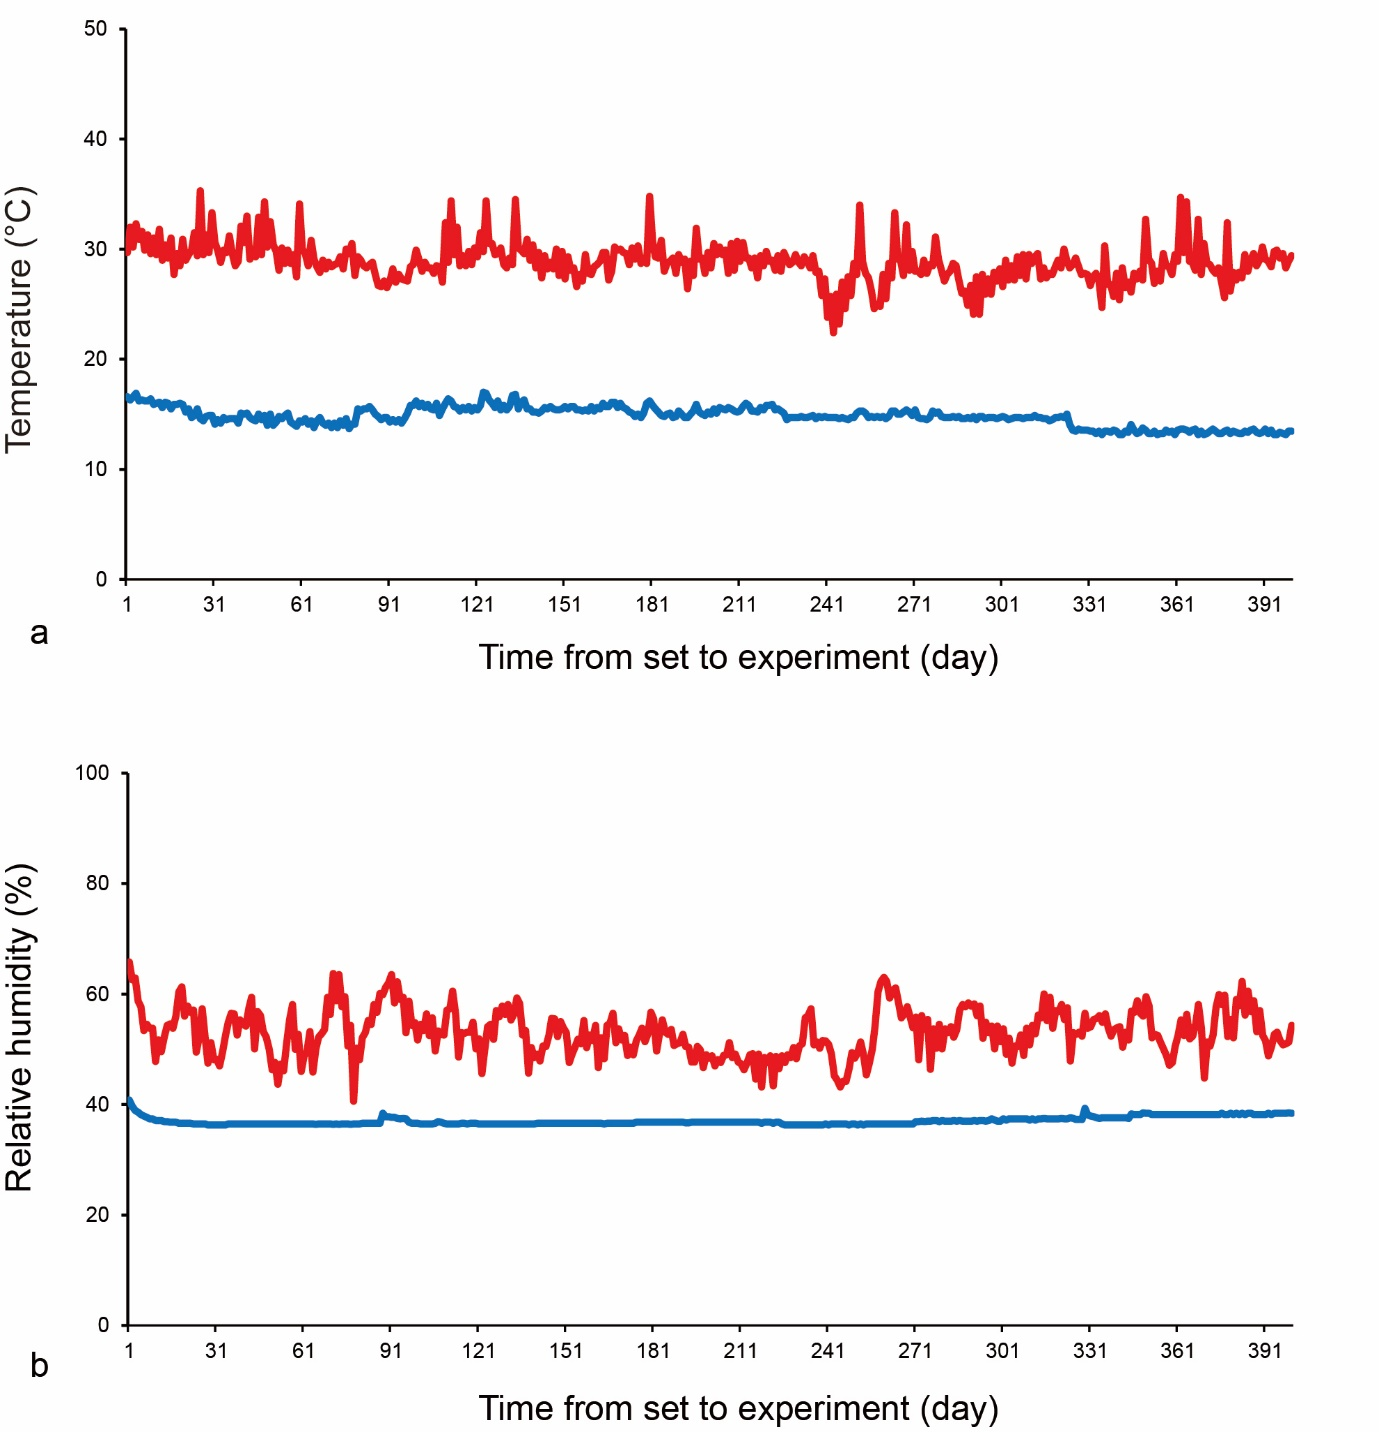 50
40
30
20
10
0
Temperature (°C)
1 31 61 91 121 151 181 211 241 271 301 331 361 391
a
Time from set to experiment (day)
100
80
60
40
20
0
Relative humidity (%)
1 31 61 91 121 151 181 211 241 271 301 331 361 391
b
Time from set to experiment (day)